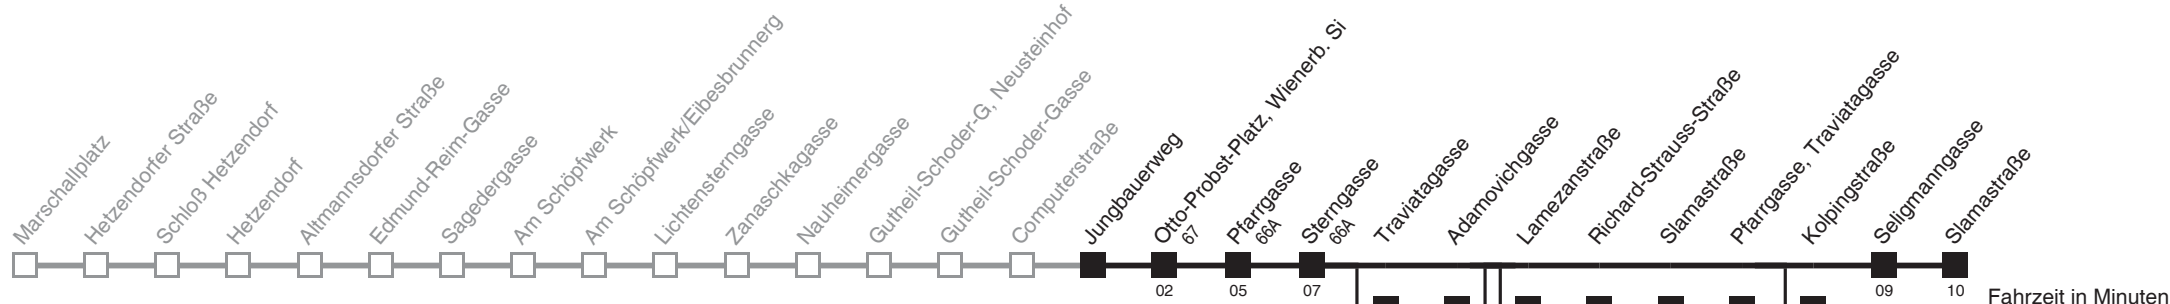 Marschallplatz
Hetzendorfer Straße
Schloß Hetzendorf
Hetzendorf
Altmannsdorfer Straße
Edmund-Reim-Gasse
Sagedergasse
Am Schöpfwerk
Am Schöpfwerk/Eibesbrunnerg
Lichtensterngasse
Zanaschkagasse
Nauheimergasse
Gutheil-Schoder-G, Neusteinhof
Gutheil-Schoder-Gasse
Computerstraße
Jungbauerweg
Otto-Probst-Platz, Wienerb. Si
67
Pfarrgasse
66A
Sterngasse
66A
Traviatagasse
Adamovichgasse
Lamezanstraße
Richard-Strauss-Straße
Slamastraße
Pfarrgasse, Traviatagasse
Kolpingstraße
Seligmanngasse
Slamastraße
02 05 07 09 10
Fahrzeit in Minuten